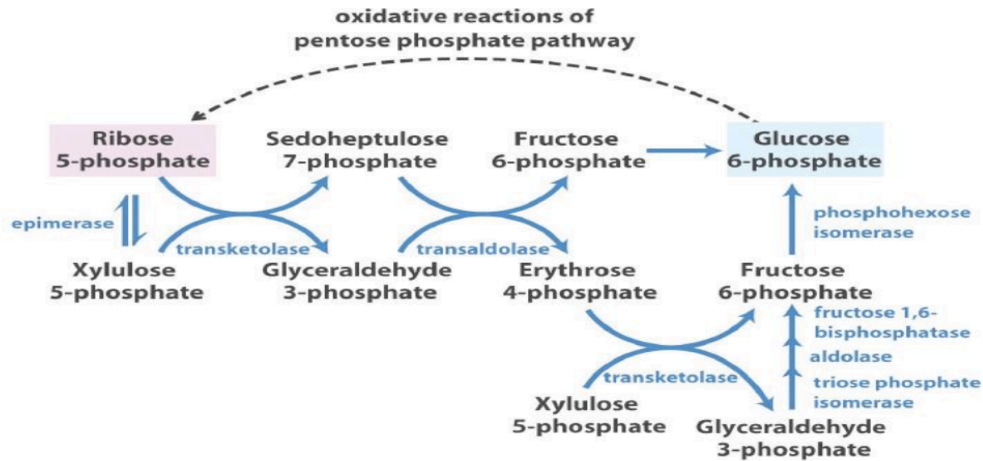 oxidative reactions of
pentose phosphate pathway
Ribose
5-phosphate
Sedoheptulose
7-phosphate
Fructose
6-phosphate
Glucose
6-phosphate
epimerase
transketolase
transaldolase
phosphohexose
isomerase
Xylulose
5-phosphate
Glyceraldehyde
3-phosphate
Erythrose
4-phosphate
Fructose
6-phosphate
fructose 1,6-
bisphosphatase
aldolase
triose phosphate
isomerase
transketolase
Xylulose
5-phosphate
Glyceraldehyde
3-phosphate